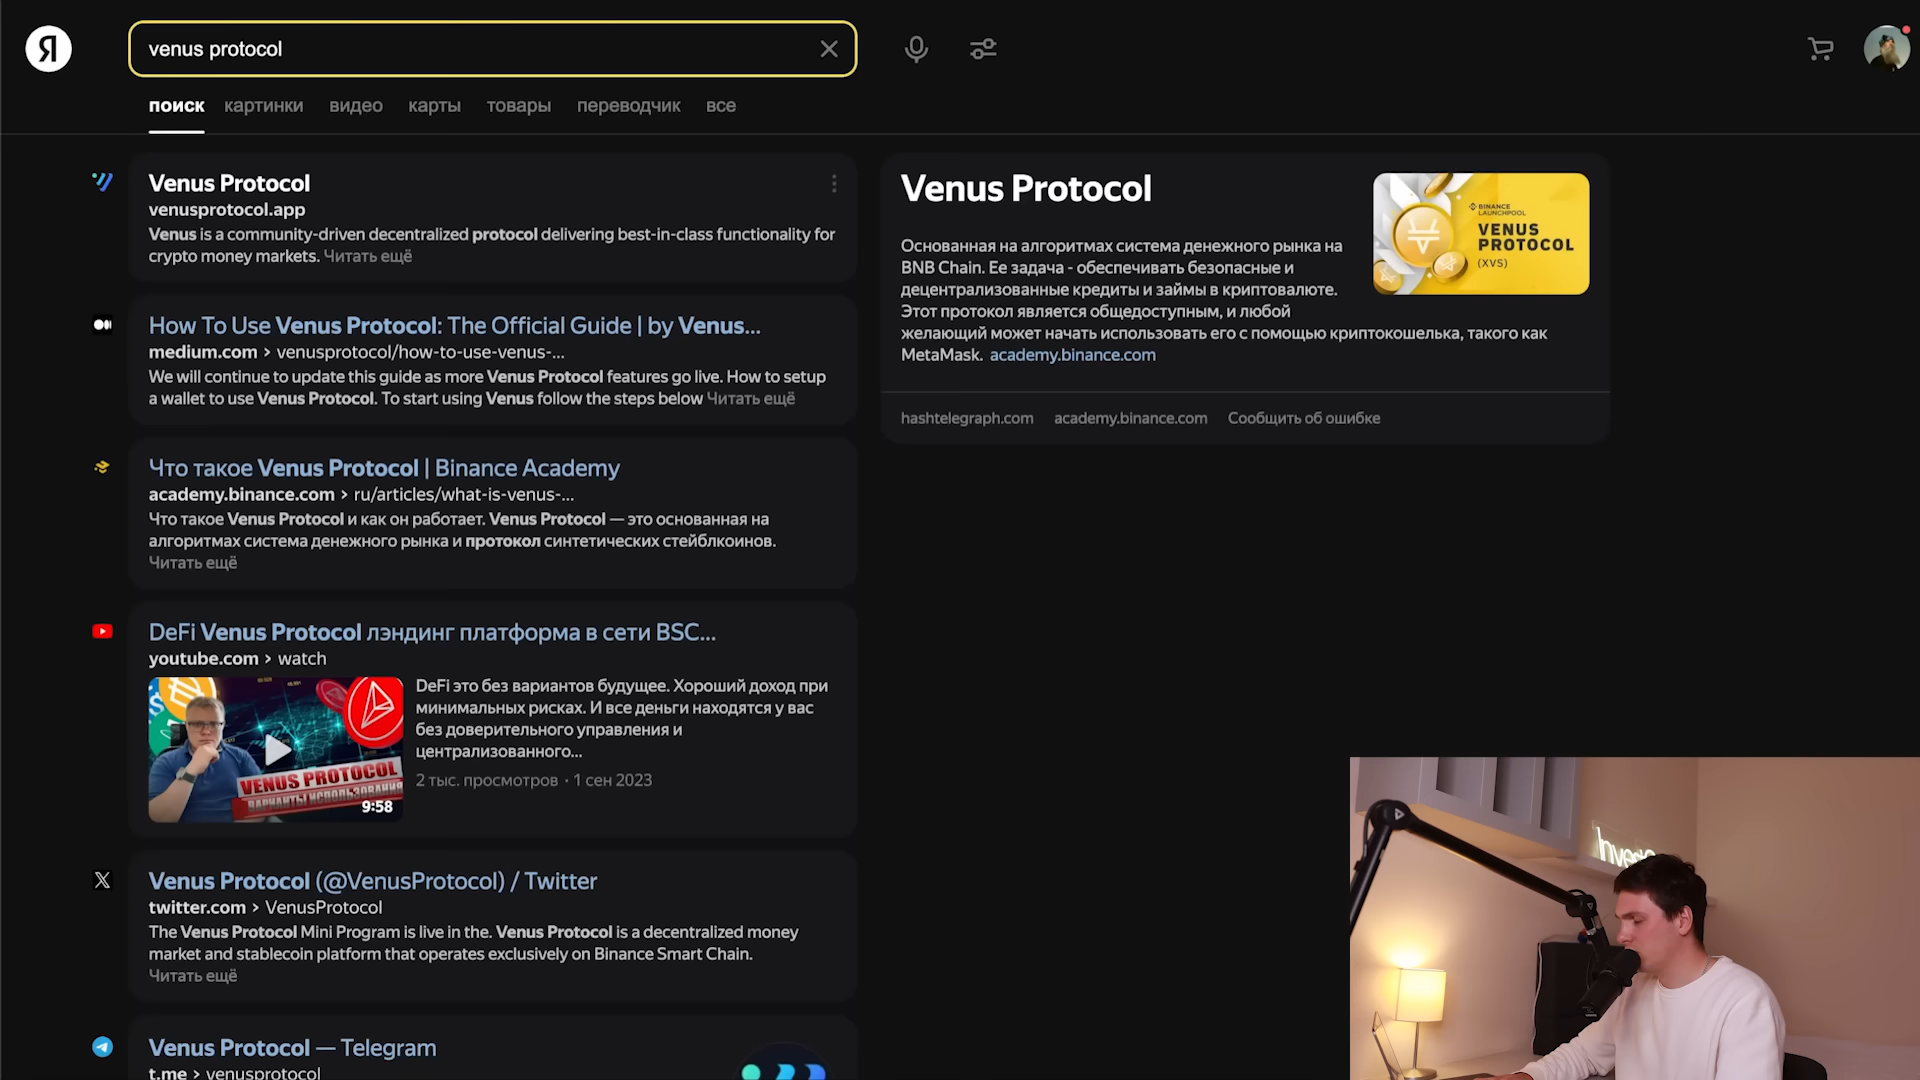 Я
venus protocol
поиск картинки видео карты товары переводчик все
Venus Protocol
venusprotocol.app
Venus is a community-driven decentralized protocol delivering best-in-class functionality for
crypto money markets. Читать ещё
How To Use Venus Protocol: The Official Guide | by Venus...
medium.com › venusprotocol/how-to-use-venus-...
We will continue to update this guide as more Venus Protocol features go live. How to setup
a wallet to use Venus Protocol. To start using Venus follow the steps below Читать ещё
Что такое Venus Protocol | Binance Academy
academy.binance.com › ru/articles/what-is-venus-...
Что такое Venus Protocol и как он работает. Venus Protocol — это основанная на
алгоритмах система денежного рынка и протокол синтетических стейблкоинов.
Читать ещё
DeFi Venus Protocol лэндинг платформа в сети BSC...
youtube.com › watch
VENUS PROTOCOL
ВАРИАНТЫ ИСПОЛЬЗОВАНИЯ
9:58
DeFi это без вариантов будущее. Хороший доход при
минимальных рисках. И все деньги находятся у вас
без доверительного управления и
централизованного...
2 тыс. просмотров · 1 сен 2023
Venus Protocol (@VenusProtocol) / Twitter
twitter.com › VenusProtocol
The Venus Protocol Mini Program is live in the. Venus Protocol is a decentralized money
market and stablecoin platform that operates exclusively on Binance Smart Chain.
Читать ещё
Venus Protocol — Telegram
t.me › venusprotocol
Venus Protocol
BINANCE
LAUNCHPOOL
VENUS
PROTOCOL
(XVS)
Основанная на алгоритмах система денежного рынка на
BNB Chain. Ее задача - обеспечивать безопасные и
децентрализованные кредиты и займы в криптовалюте.
Этот протокол является общедоступным, и любой
желающий может начать использовать его с помощью криптокошелька, такого как
MetaMask. academy.binance.com
hashtelegraph.com academy.binance.com Сообщить об ошибке